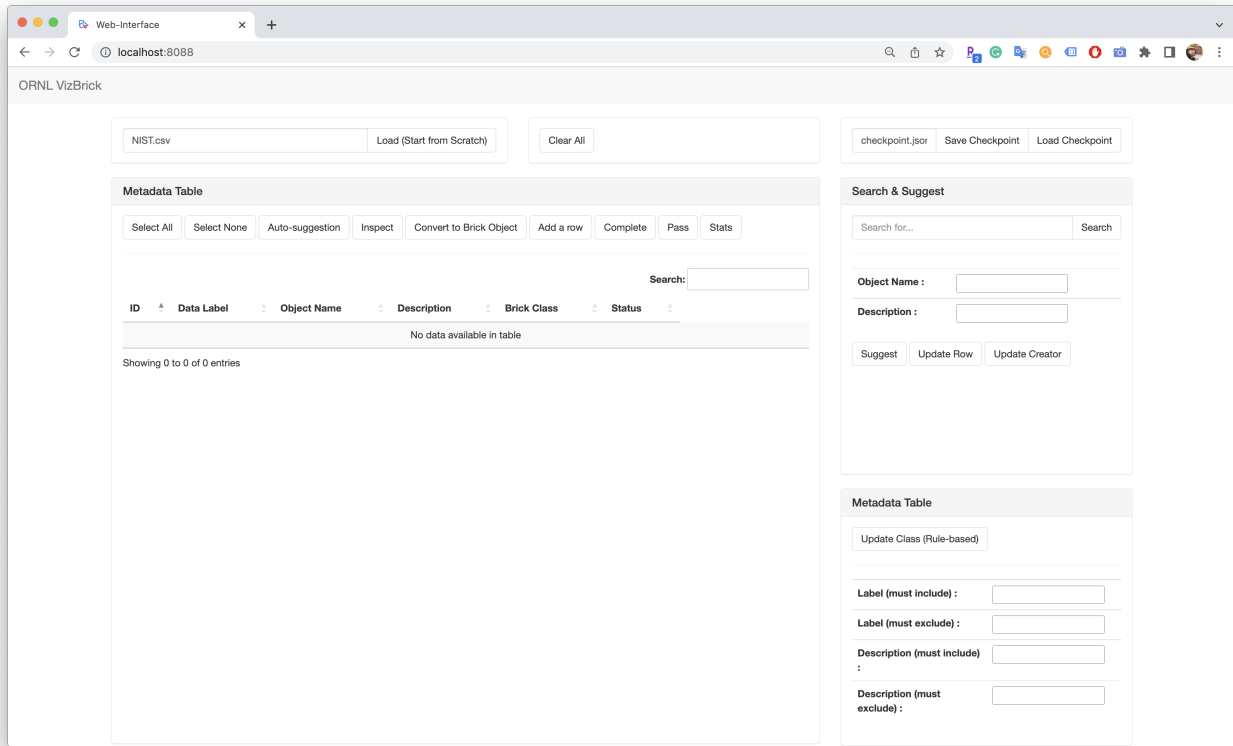 Web-Interface
localhost:8088
2
ORNL VizBrick
NIST.csv Load (Start from Scratch)
Clear All
checkpoint.jsor Save Checkpoint Load Checkpoint
Metadata Table
Select All Select None Auto-suggestion Inspect Convert to Brick Object Add a row Complete Pass Stats
Search:
ID Data Label Object Name Description Brick Class Status
No data available in table
Showing 0 to 0 of 0 entries
Search & Suggest
Search for... Search
Object Name :
Description :
Suggest Update Row Update Creator
Metadata Table
Update Class (Rule-based)
Label (must include) :
Label (must exclude) :
Description (must include)
:
Description (must
exclude) :